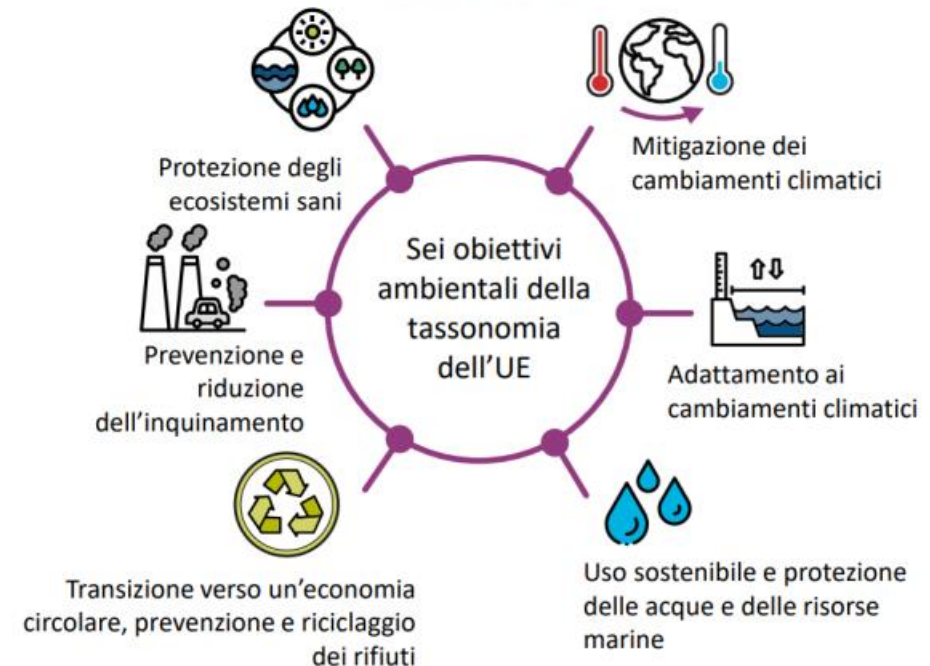 Sei obiettivi
ambientali della
tassonomia
dell'UE
Mitigazione dei
cambiamenti climatici
Adattamento ai
cambiamenti climatici
Uso sostenibile e protezione
delle acque e delle risorse
marine
Transizione verso un'economia
circolare, prevenzione e riciclaggio
dei rifiuti
Prevenzione e
riduzione
dell'inquinamento
Protezione degli
ecosistemi sani